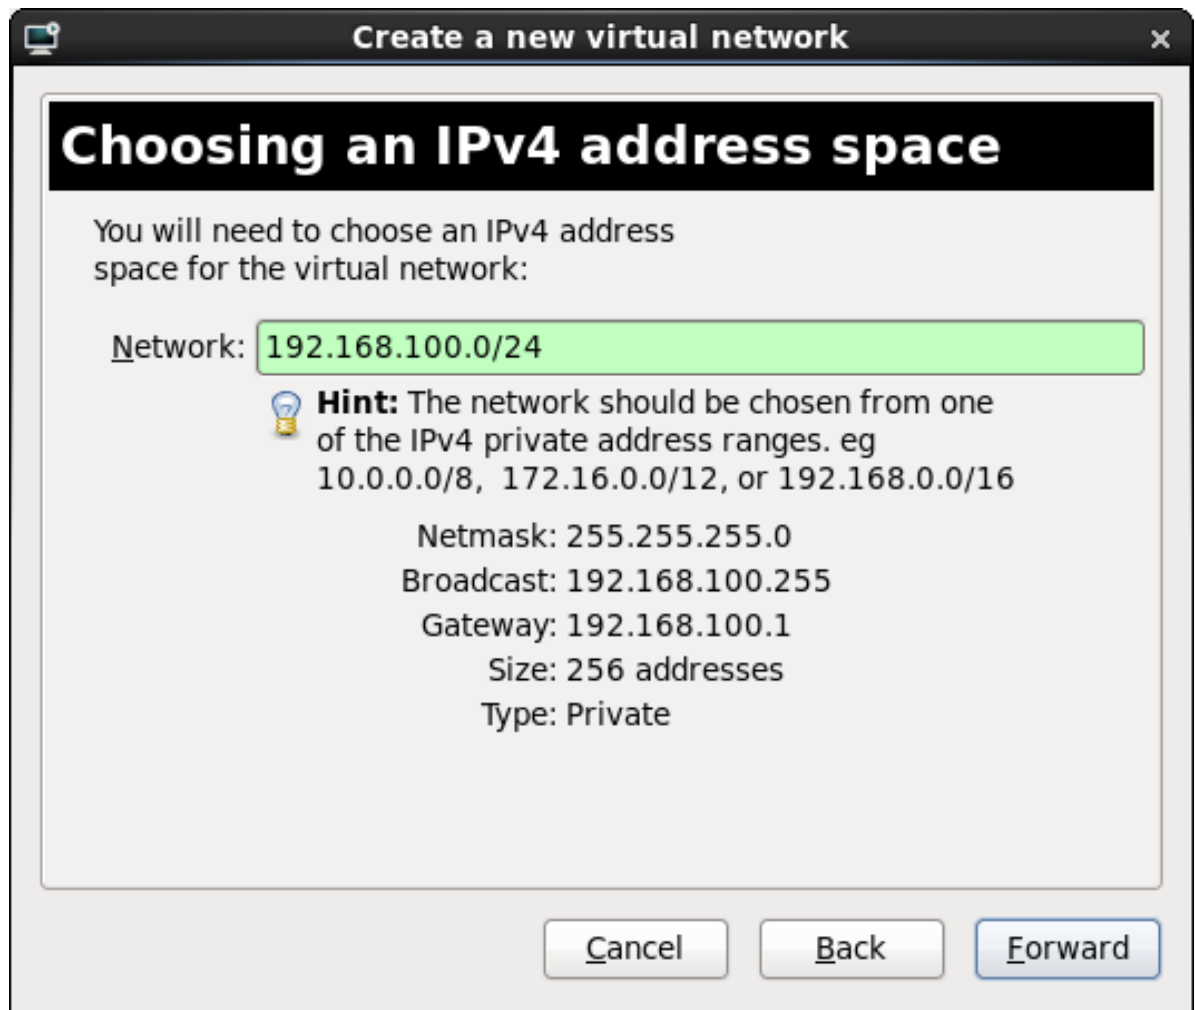 Create a new virtual network
Choosing an IPv4 address space
You will need to choose an IPv4 address
space for the virtual network:
Network: 192.168.100.0/24
Hint: The network should be chosen from one
of the IPv4 private address ranges. eg
10.0.0.0/8, 172.16.0.0/12, or 192.168.0.0/16
Netmask: 255.255.255.0
Broadcast: 192.168.100.255
Gateway: 192.168.100.1
Size: 256 addresses
Type: Private
Cancel Back Forward